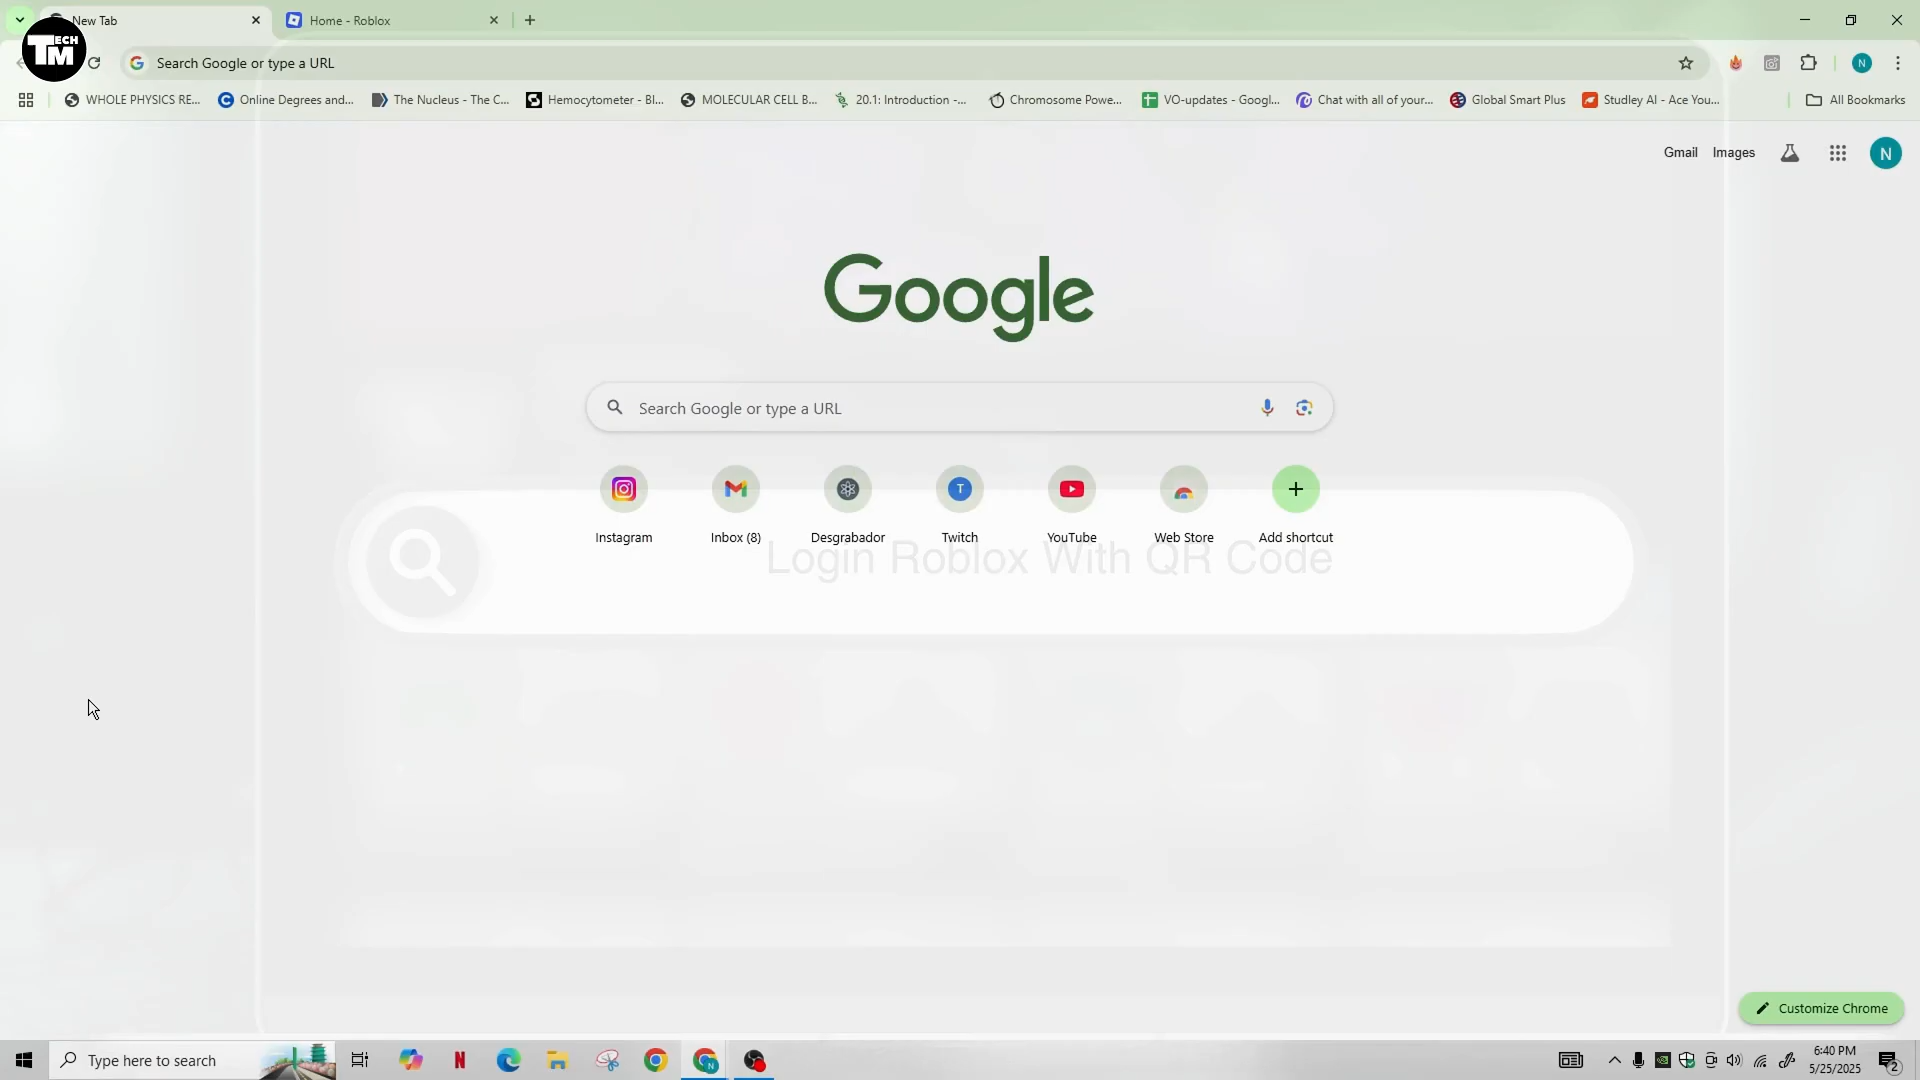 New Tab
Home - Roblox
TECH
TM
Search Google or type a URL
WHOLE PHYSICS RE...
Online Degrees and...
The Nucleus - The C...
Hemocytometer - Bl...
MOLECULAR CELL B...
20.1: Introduction -...
Chromosome Powe...
VO-updates - Googl...
Chat with all of your...
Global Smart Plus
Studley AI - Ace You...
All Bookmarks
Gmail
Images
N
Google
Search Google or type a URL
Instagram
Inbox (8)
Desgrabador
T
Twitch
YouTube
Web Store
Add shortcut
Login Roblox With QR Code
Customize Chrome
Type here to search
6:40 PM
5/25/2025
2